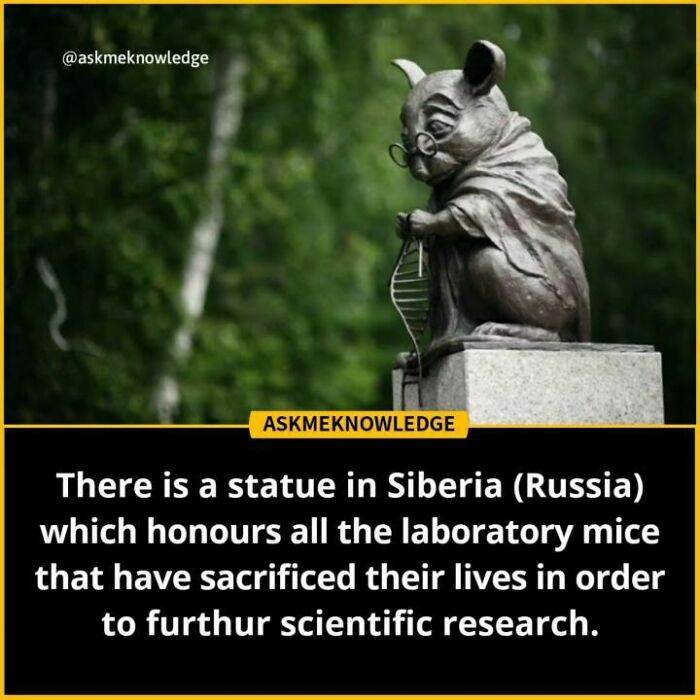 @askmeknowledge
ASKMEKNOWLEDGE
There is a statue in Siberia (Russia)
which honours all the laboratory mice
that have sacrificed their lives in order
to furthur scientific research.